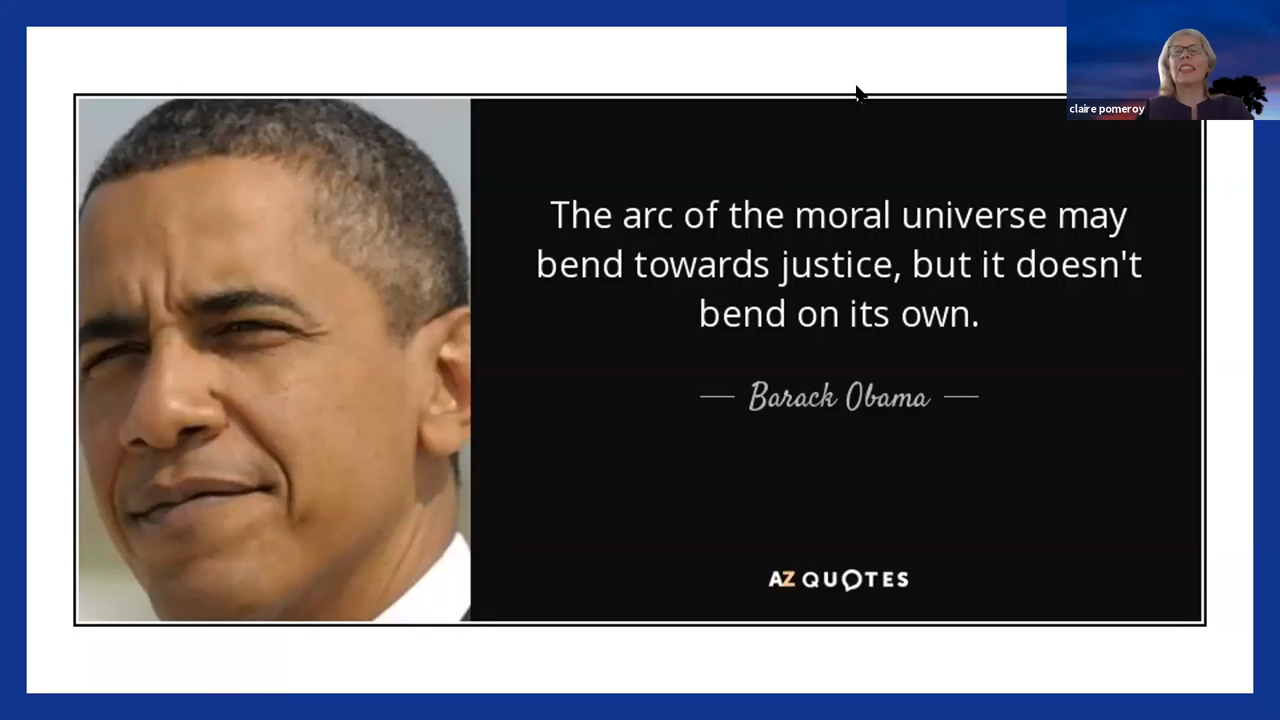 claire pomeroy
The arc of the moral universe may
bend towards justice, but it doesn't
bend on its own.
Barack Obama
AZ QUOTES